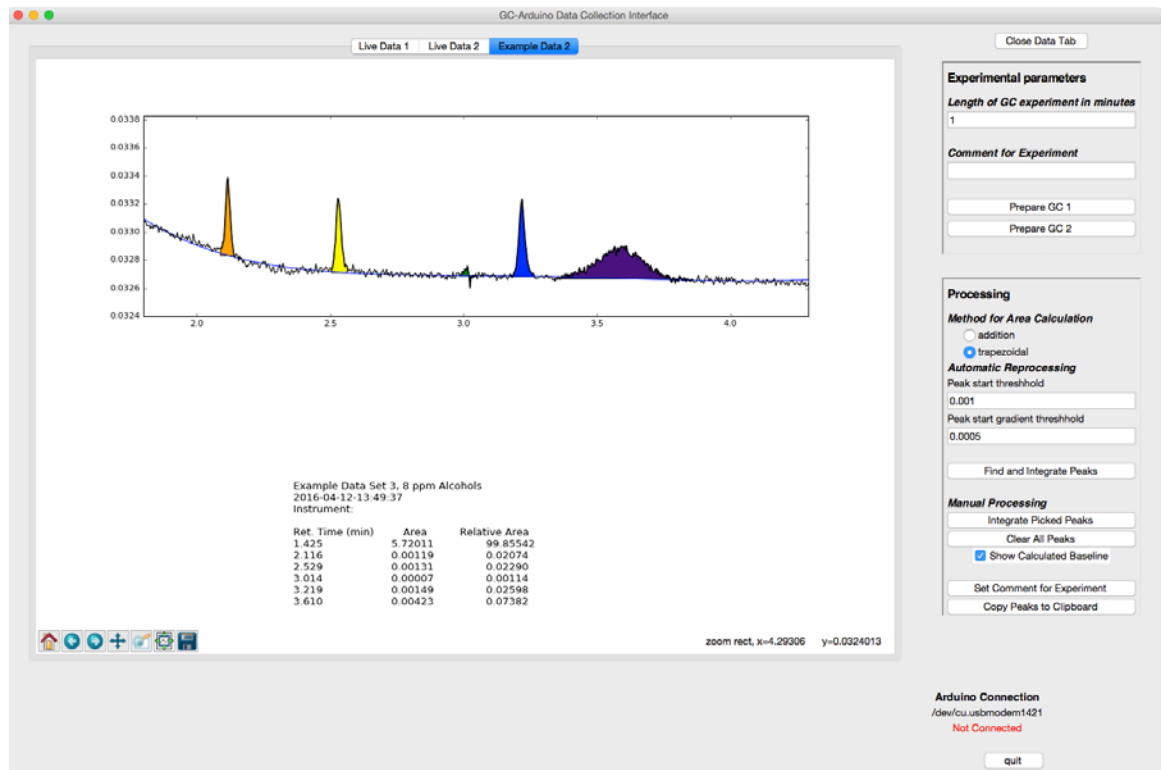 GC-Arduino Data Collection Interface
Live Data 1 Live Data 2 Example Data 2
0.0338
0.0336
0.0334
0.0332
0.0330
0.0328
0.0326
0.0324
2.0 2.5 3.0 3.5 4.0
Example Data Set 3, 8 ppm Alcohols
2016-04-12-13:49:37
Instrument:
Ret. Time (min) Area Relative Area
1.425 5.72011 99.85542
2.116 0.00119 0.02074
2.529 0.00131 0.02290
3.014 0.00007 0.00114
3.219 0.00149 0.02598
3.610 0.00423 0.07382
zoom rect, x=4.29306 y=0.0324013
Close Data Tab
Experimental parameters
Length of GC experiment in minutes
1
Comment for Experiment
Prepare GC 1
Prepare GC 2
Processing
Method for Area Calculation
addition
trapezoidal
Automatic Reprocessing
Peak start threshhold
0.001
Peak start gradient threshhold
0.0005
Find and Integrate Peaks
Manual Processing
Integrate Picked Peaks
Clear All Peaks
Show Calculated Baseline
Set Comment for Experiment
Copy Peaks to Clipboard
Arduino Connection
/dev/cu.usbmodem1421
Not Connected
quit